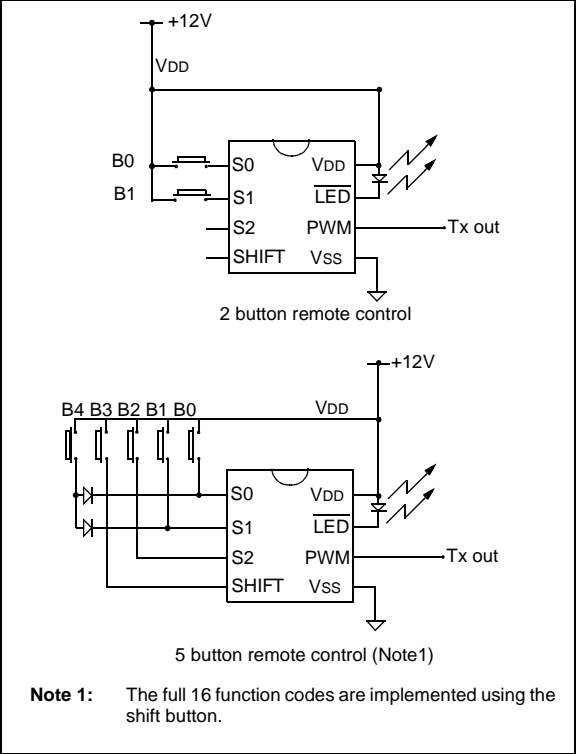 +12V
VDD
B0
B1
S0
S1
S2
SHIFT
VDD
LED
PWM
VSS
Tx out
2 button remote control
+12V
B4 B3 B2 B1 B0
VDD
S0
S1
S2
SHIFT
VDD
LED
PWM
VSS
Tx out
5 button remote control (Note1)
Note 1: The full 16 function codes are implemented using the
shift button.